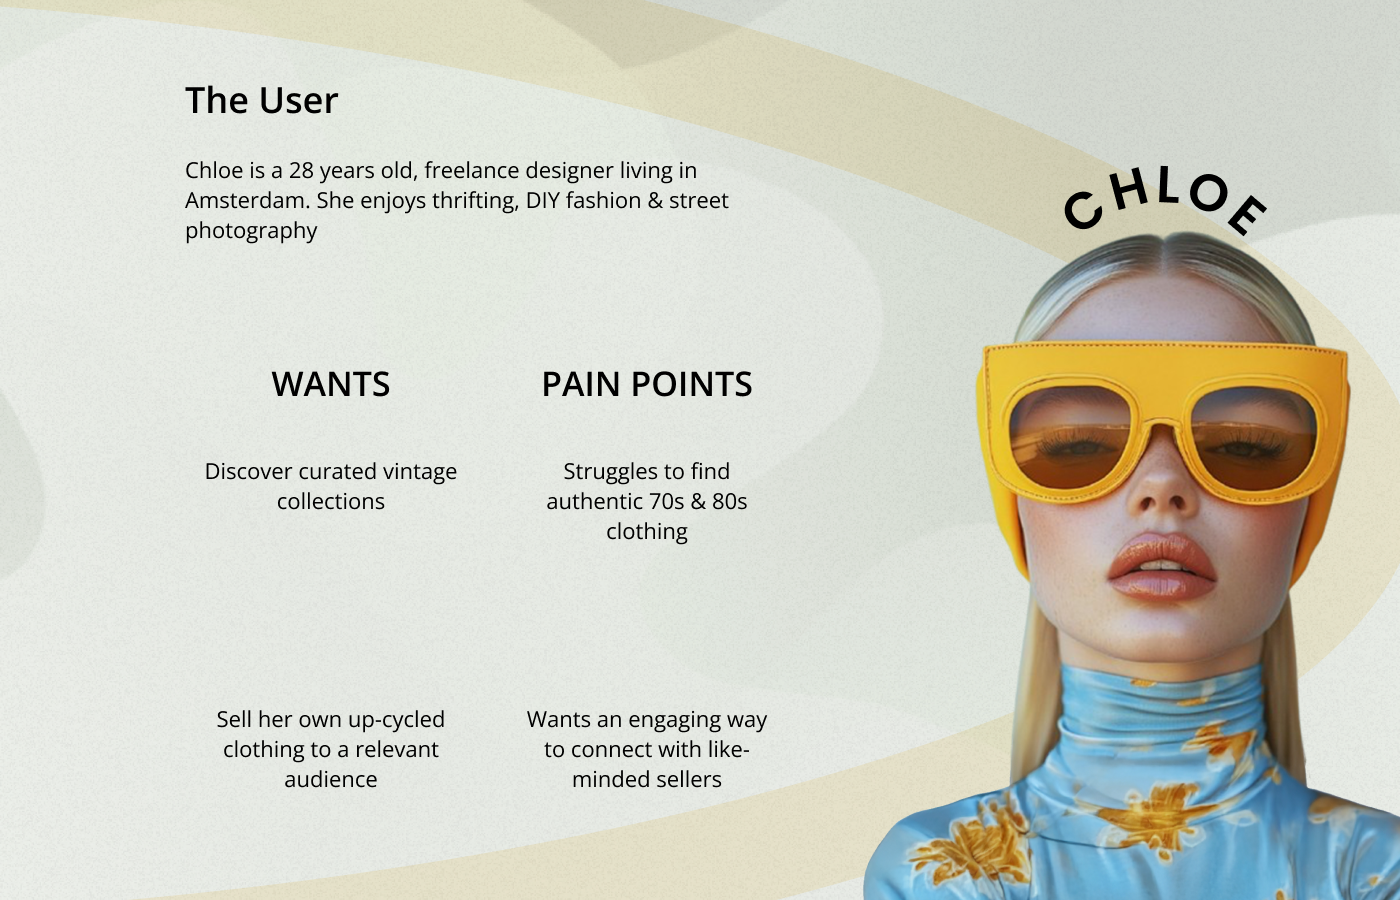 The User
Chloe is a 28 years old, freelance designer living in
Amsterdam. She enjoys thrifting, DIY fashion & street
photography
CHLOE
WANTS
PAIN POINTS
Discover curated vintage
collections
Struggles to find
authentic 70s & 80s
clothing
Sell her own up-cycled
clothing to a relevant
audience
Wants an engaging way
to connect with like-
minded sellers